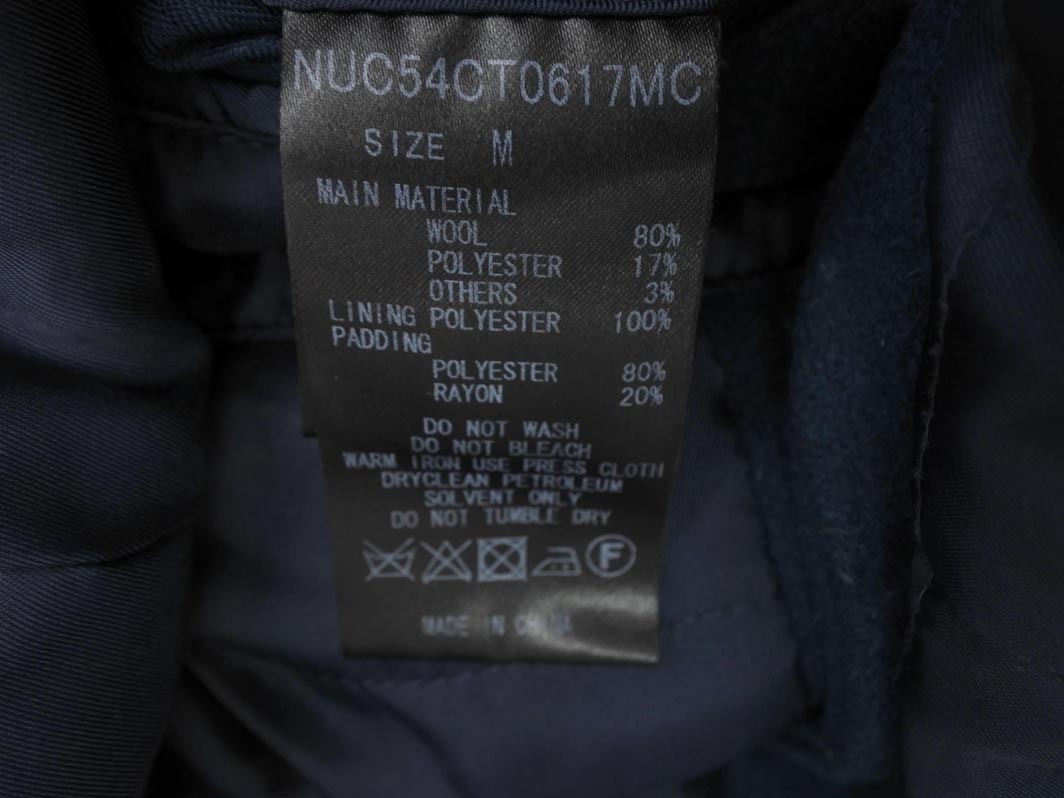 NUC54CT0617MC
SIZE M
MAIN MATERIAL
WOOL 80%
POLYESTER 17%
OTHERS 3%
LINING POLYESTER 100%
PADDING
POLYESTER 80%
RAYON 20%
DO NOT WASH
DO NOT BLEACH
WARM IRON USE PRESS CLOTH
DRYCLEAN PETROLEUM
SOLVENT ONLY
DO NOT TUMBLE DRY
F
MADE IN CHINA